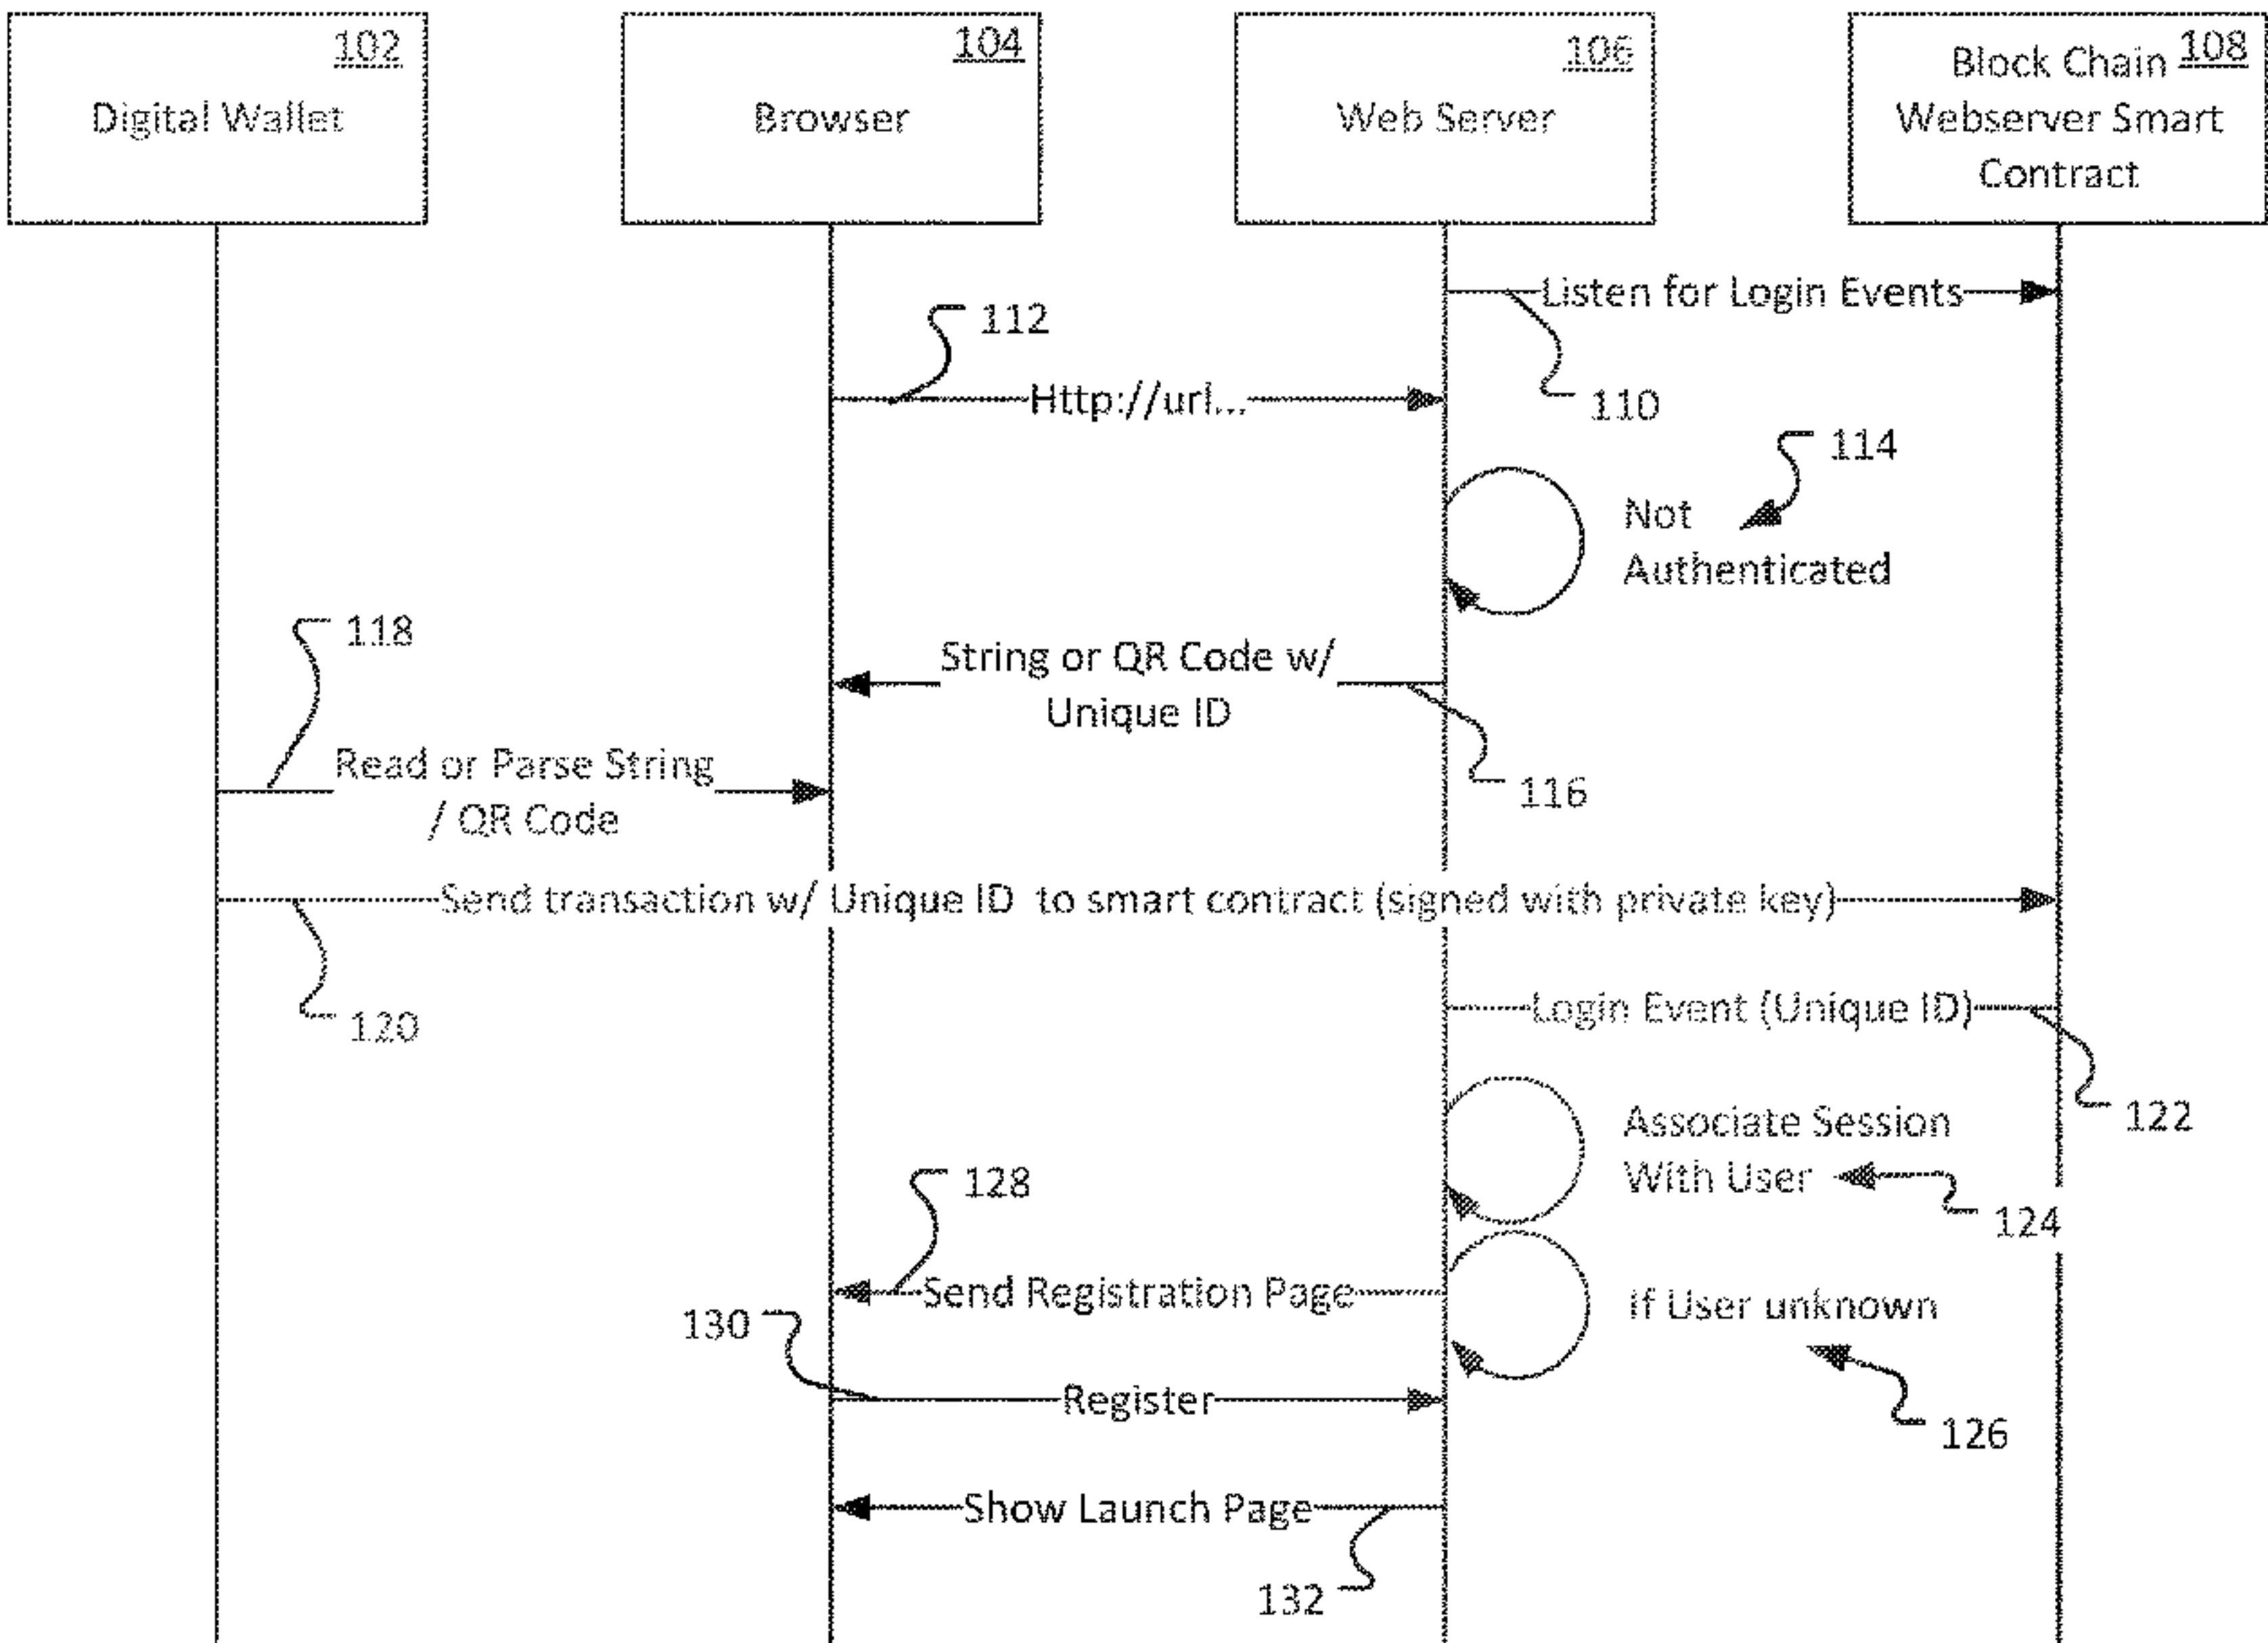 102
Digital Wallet
104
Browser
106
Web Server
Block Chain 108
Webserver Smart
Contract
Listen for Login Events
110
112
Http://url...
114
Not
Authenticated
String or QR Code w/
Unique ID
116
118
Read or Parse String
/ QR Code
Send transaction w/ Unique ID to smart contract (signed with private key)
120
Login Event (Unique ID)
122
Associate Session
With User
124
128
Send Registration Page
If User unknown
126
130
Register
Show Launch Page
132